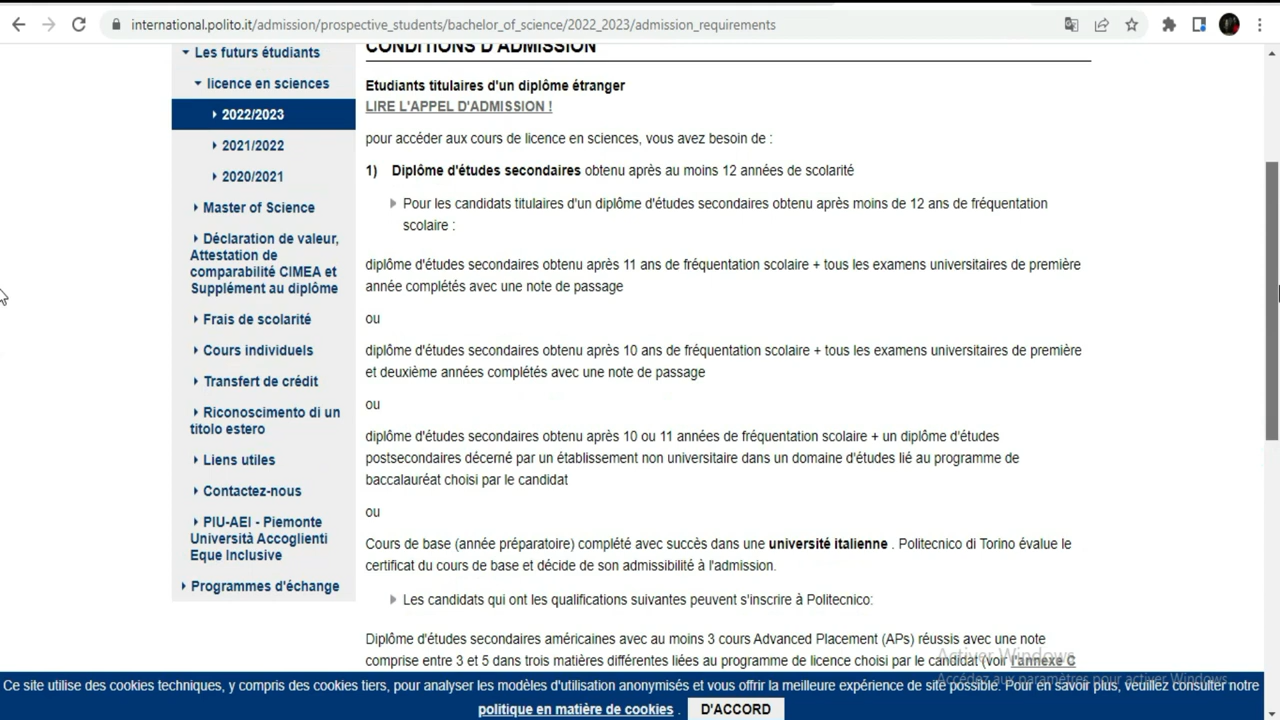 international.polito.it/admission/prospective_students/bachelor_of_science/2022_2023/admission_requirements
Les futurs étudiants
licence en sciences
2022/2023
2021/2022
2020/2021
Master of Science
Déclaration de valeur,
Attestation de
comparabilité CIMEA et
Supplément au diplôme
Frais de scolarité
Cours individuels
Transfert de crédit
Riconoscimento di un
titolo estero
Liens utiles
Contactez-nous
PIU-AEI - Piemonte
Università Accoglienti
Eque Inclusive
Programmes d'échange
CONDITIONS D'ADMISSION
Etudiants titulaires d'un diplôme étranger
LIRE L'APPEL D'ADMISSION !
pour accéder aux cours de licence en sciences, vous avez besoin de :
1) Diplôme d'études secondaires obtenu après au moins 12 années de scolarité
Pour les candidats titulaires d'un diplôme d'études secondaires obtenu après moins de 12 ans de fréquentation
scolaire :
diplôme d'études secondaires obtenu après 11 ans de fréquentation scolaire + tous les examens universitaires de première
année complétés avec une note de passage
ou
diplôme d'études secondaires obtenu après 10 ans de fréquentation scolaire + tous les examens universitaires de première
et deuxième années complétés avec une note de passage
ou
diplôme d'études secondaires obtenu après 10 ou 11 années de fréquentation scolaire + un diplôme d'études
postsecondaires décerné par un établissement non universitaire dans un domaine d'études lié au programme de
baccalauréat choisi par le candidat
ou
Cours de base (année préparatoire) complété avec succès dans une université italienne . Politecnico di Torino évalue le
certificat du cours de base et décide de son admissibilité à l'admission.
Les candidats qui ont les qualifications suivantes peuvent s'inscrire à Politecnico:
Diplôme d'études secondaires américaines avec au moins 3 cours Advanced Placement (APs) réussis avec une note
comprise entre 3 et 5 dans trois matières différentes liées au programme de licence choisi par le candidat (voir l'annexe C
Activer Windows
Accédez aux paramètres pour activer Windows.
Ce site utilise des cookies techniques, y compris des cookies tiers, pour analyser les modèles d'utilisation anonymisés et vous offrir la meilleure expérience de site possible. Pour en savoir plus, veuillez consulter notre
politique en matière de cookies . D'ACCORD